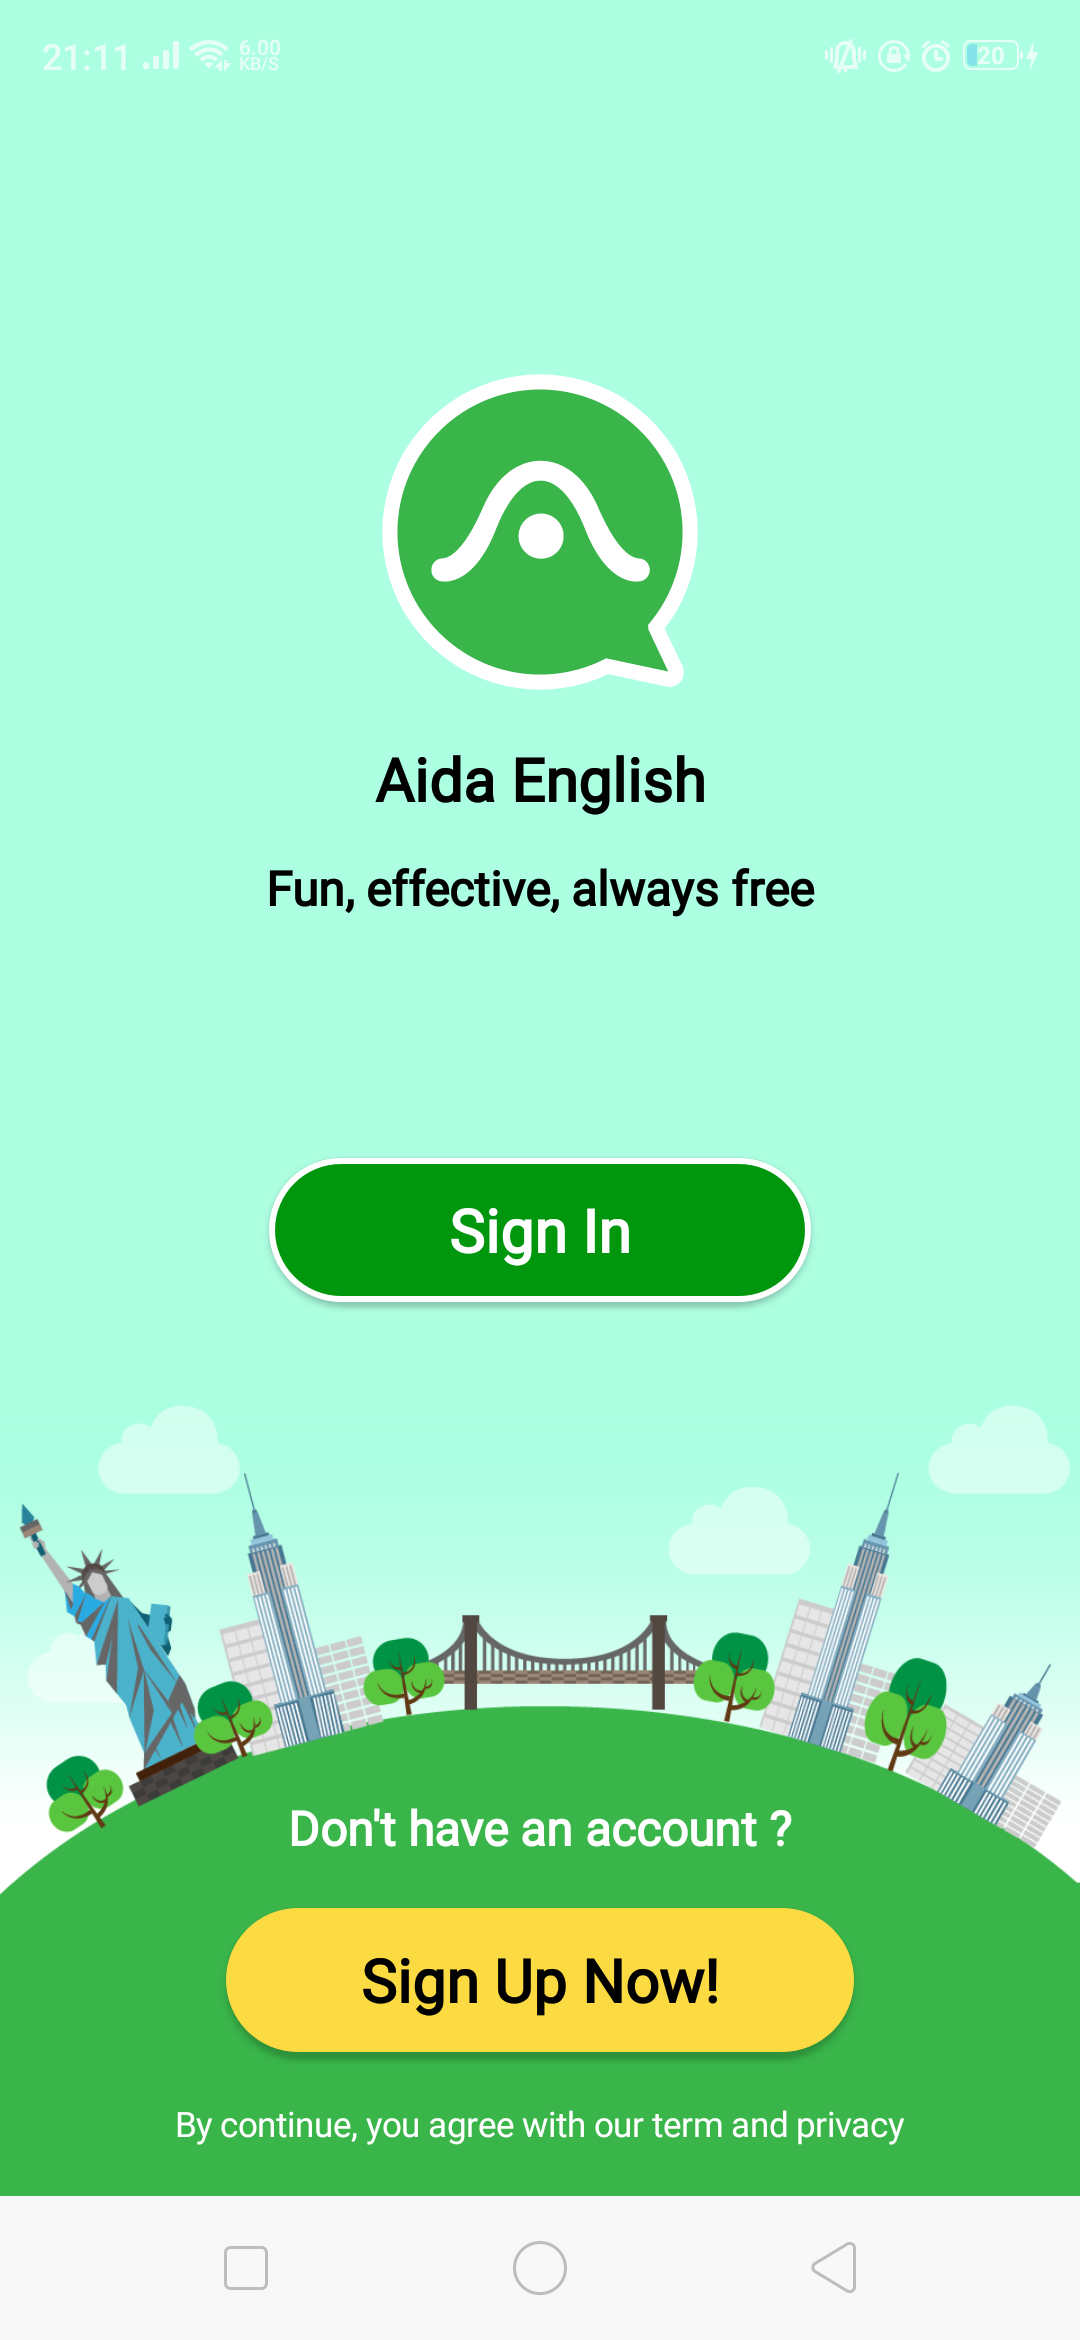 21:11 6.00 KB/S 20
Aida English
Fun, effective, always free
Sign In
Don't have an account ?
Sign Up Now!
By continue, you agree with our term and privacy